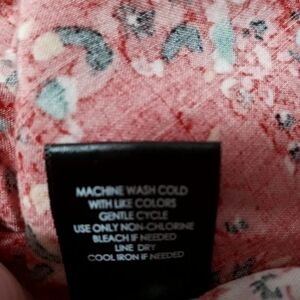 MACHINE WASH COLD
WITH LIKE COLORS
GENTLE CYCLE
USE ONLY NON-CHLORINE
BLEACH IF NEEDED
LINE DRY
COOL IRON IF NEEDED